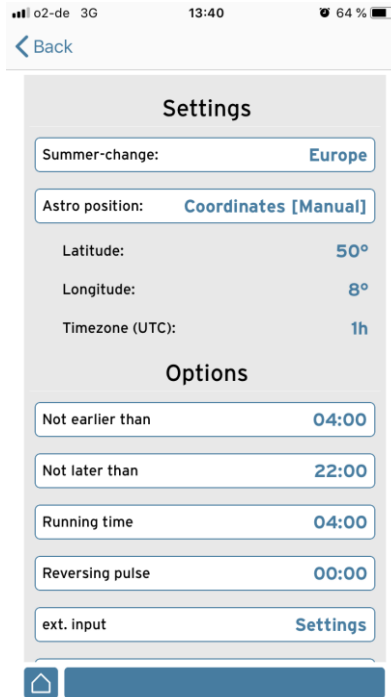 o2-de 3G 13:40 64 %
Back
Settings
Summer-change: Europe
Astro position: Coordinates [Manual]
Latitude: 50°
Longitude: 8°
Timezone (UTC): 1h
Options
Not earlier than 04:00
Not later than 22:00
Running time 04:00
Reversing pulse 00:00
ext. input Settings